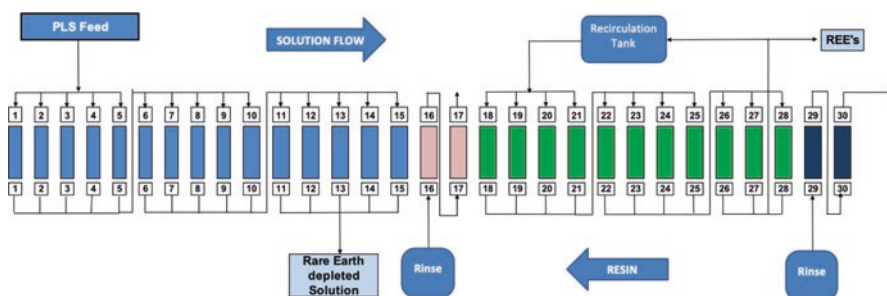 PLS Feed
SOLUTION FLOW
Recirculation
Tank
REE's
1 2 3 4 5 6 7 8 9 10 11 12 13 14 15 16 17 18 19 20 21 22 23 24 25 26 27 28 29 30
1 2 3 4 5 6 7 8 9 10 11 12 13 14 15 16 17 18 19 20 21 22 23 24 25 26 27 28 29 30
Rare Earth
depleted
Solution
Rinse
RESIN
Rinse